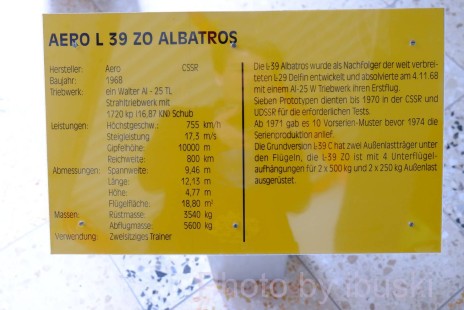 AERO L 39 ZO ALBATROS
Hersteller: Aero CSSR
Baujahr: 1968
Triebwerk: ein Walter AI - 25 TL
Strahltriebwerk mit
1720 kp (16,87 KN) Schub
Leistungen: Höchstgeschw.: 755 km/h
Steigleistung 17,3 m/s
Gipfelhöhe 10000 m
Reichweite 800 km
Abmessungen: Spannweite 9,46 m
Länge: 12,13 m
Höhe 4,77 m
Flügelfläche: 18,80 m²
Massen: Rüstmasse: 3540 kg
Abflugmasse 5600 kg
Verwendung: Zweisitziges Trainer
Die L-39 Albatros wurde als Nachfolger der weit verbrei-
teten L-29 Delfin entwickelt und absolvierte am 4.11.68
mit einem AI-25 W Triebwerk ihren Erstflug.
Sieben Prototypen dienten bis 1970 in der CSSR und
UDSSR für die erforderlichen Tests.
Ab 1971 gab es 10 Vorserien-Muster bevor 1974 die
Serienproduktion anlief.
Die Grundversion L-39 C hat zwei Außenlastträger unter
den Flügeln, die L-39 ZO ist mit 4 Unterflügel-
aufhängungen für 2 x 500 kg und 2 x 250 kg Außenlast
ausgerüstet.
photo by rouski